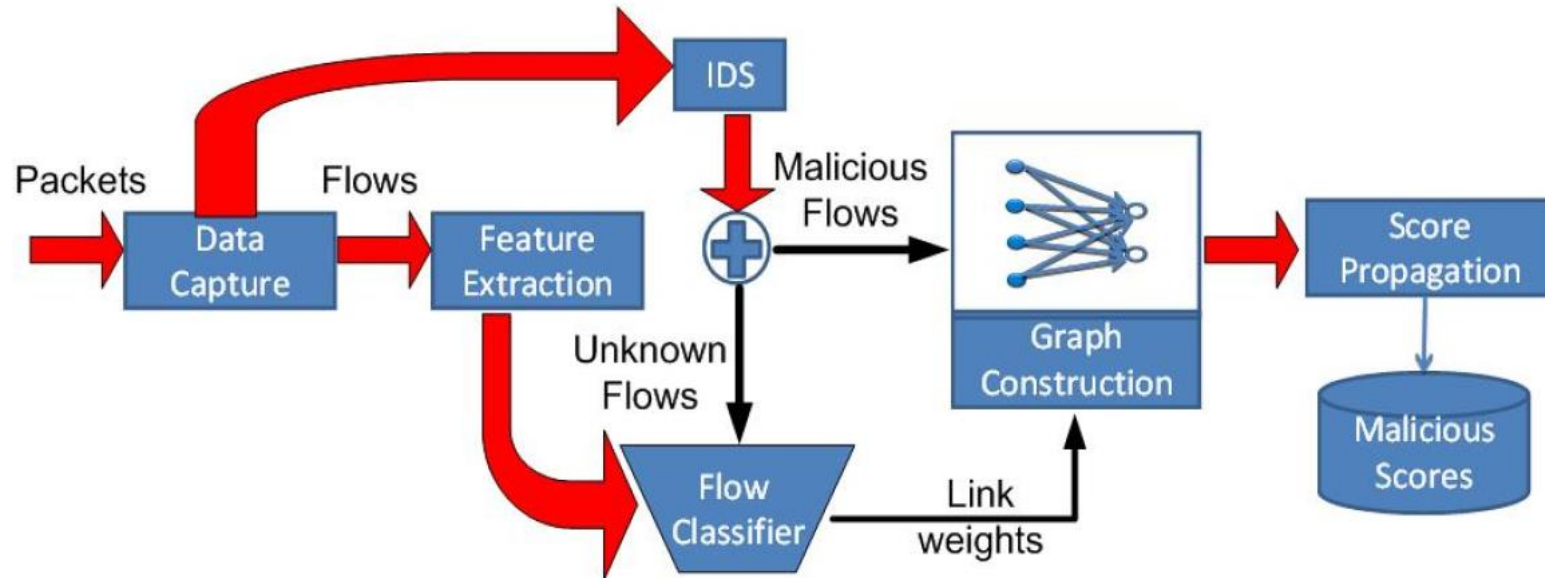 IDS
Packets
Flows
Malicious
Flows
Data
Capture
Feature
Extraction
Score
Propagation
Unknown
Flows
Graph
Construction
Malicious
Scores
Flow
Classifier
Link
weights